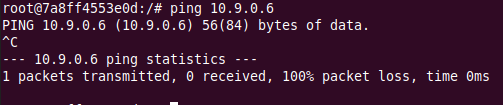 root@7a8ff4553e0d:/# ping 10.9.0.6
PING 10.9.0.6 (10.9.0.6) 56(84) bytes of data.
^C
--- 10.9.0.6 ping statistics ---
1 packets transmitted, 0 received, 100% packet loss, time 0ms